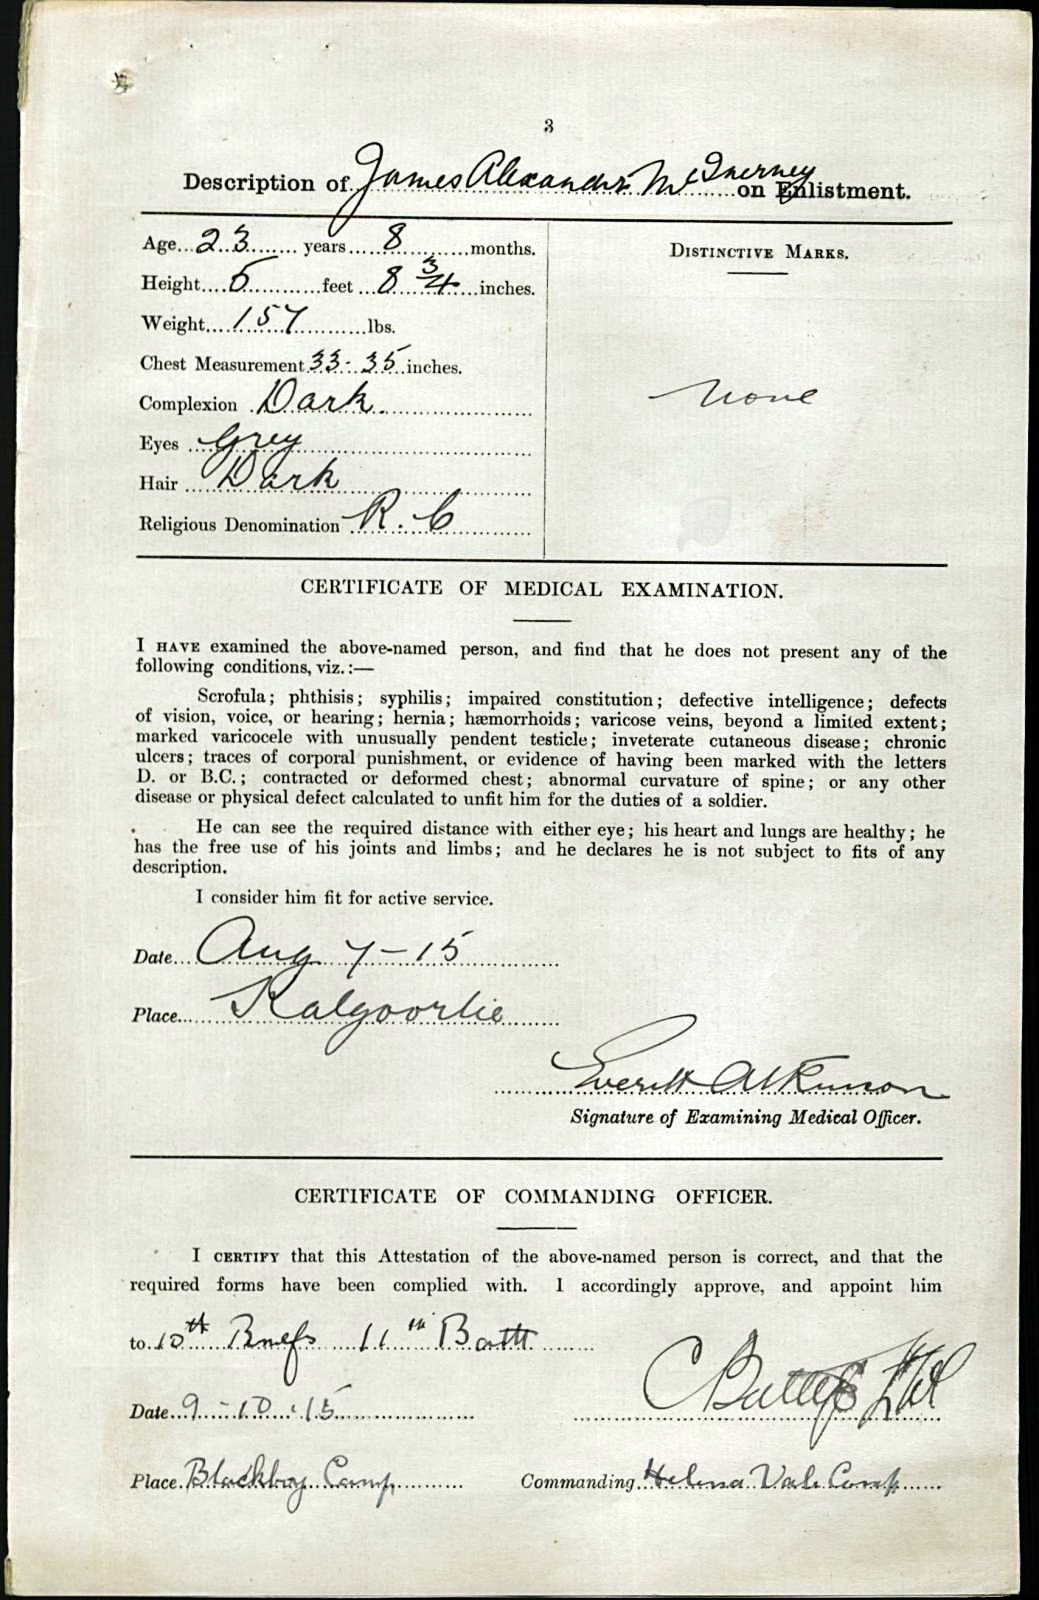 3
Description of James Alexander McInerney on Enlistment.
Age 23 years 8 months.
Height 5 feet 8 3/4 inches.
Weight 157 lbs.
Chest Measurement 33-35 inches.
Complexion Dark.
Eyes Grey
Hair Dark
Religious Denomination R.C
DISTINCTIVE MARKS.
None
CERTIFICATE OF MEDICAL EXAMINATION.
I HAVE examined the above-named person, and find that he does not present any of the
following conditions, viz.:—
Scrofula; phthisis; syphilis; impaired constitution; defective intelligence; defects
of vision, voice, or hearing; hernia; hæmorrhoids; varicose veins, beyond a limited extent;
marked varicocele with unusually pendent testicle; inveterate cutaneous disease; chronic
ulcers; traces of corporal punishment, or evidence of having been marked with the letters
D. or B.C.; contracted or deformed chest; abnormal curvature of spine; or any other
disease or physical defect calculated to unfit him for the duties of a soldier.
He can see the required distance with either eye; his heart and lungs are healthy; he
has the free use of his joints and limbs; and he declares he is not subject to fits of any
description.
I consider him fit for active service.
Date Aug 7-15
Place Kalgoorlie
Everitt Atkinson
Signature of Examining Medical Officer.
CERTIFICATE OF COMMANDING OFFICER.
I CERTIFY that this Attestation of the above-named person is correct, and that the
required forms have been complied with. I accordingly approve, and appoint him
to 10th Rnefs 11th Batt
Date 9-10-15
Place Blackboy Camp
Commanding Helena Vale Camp